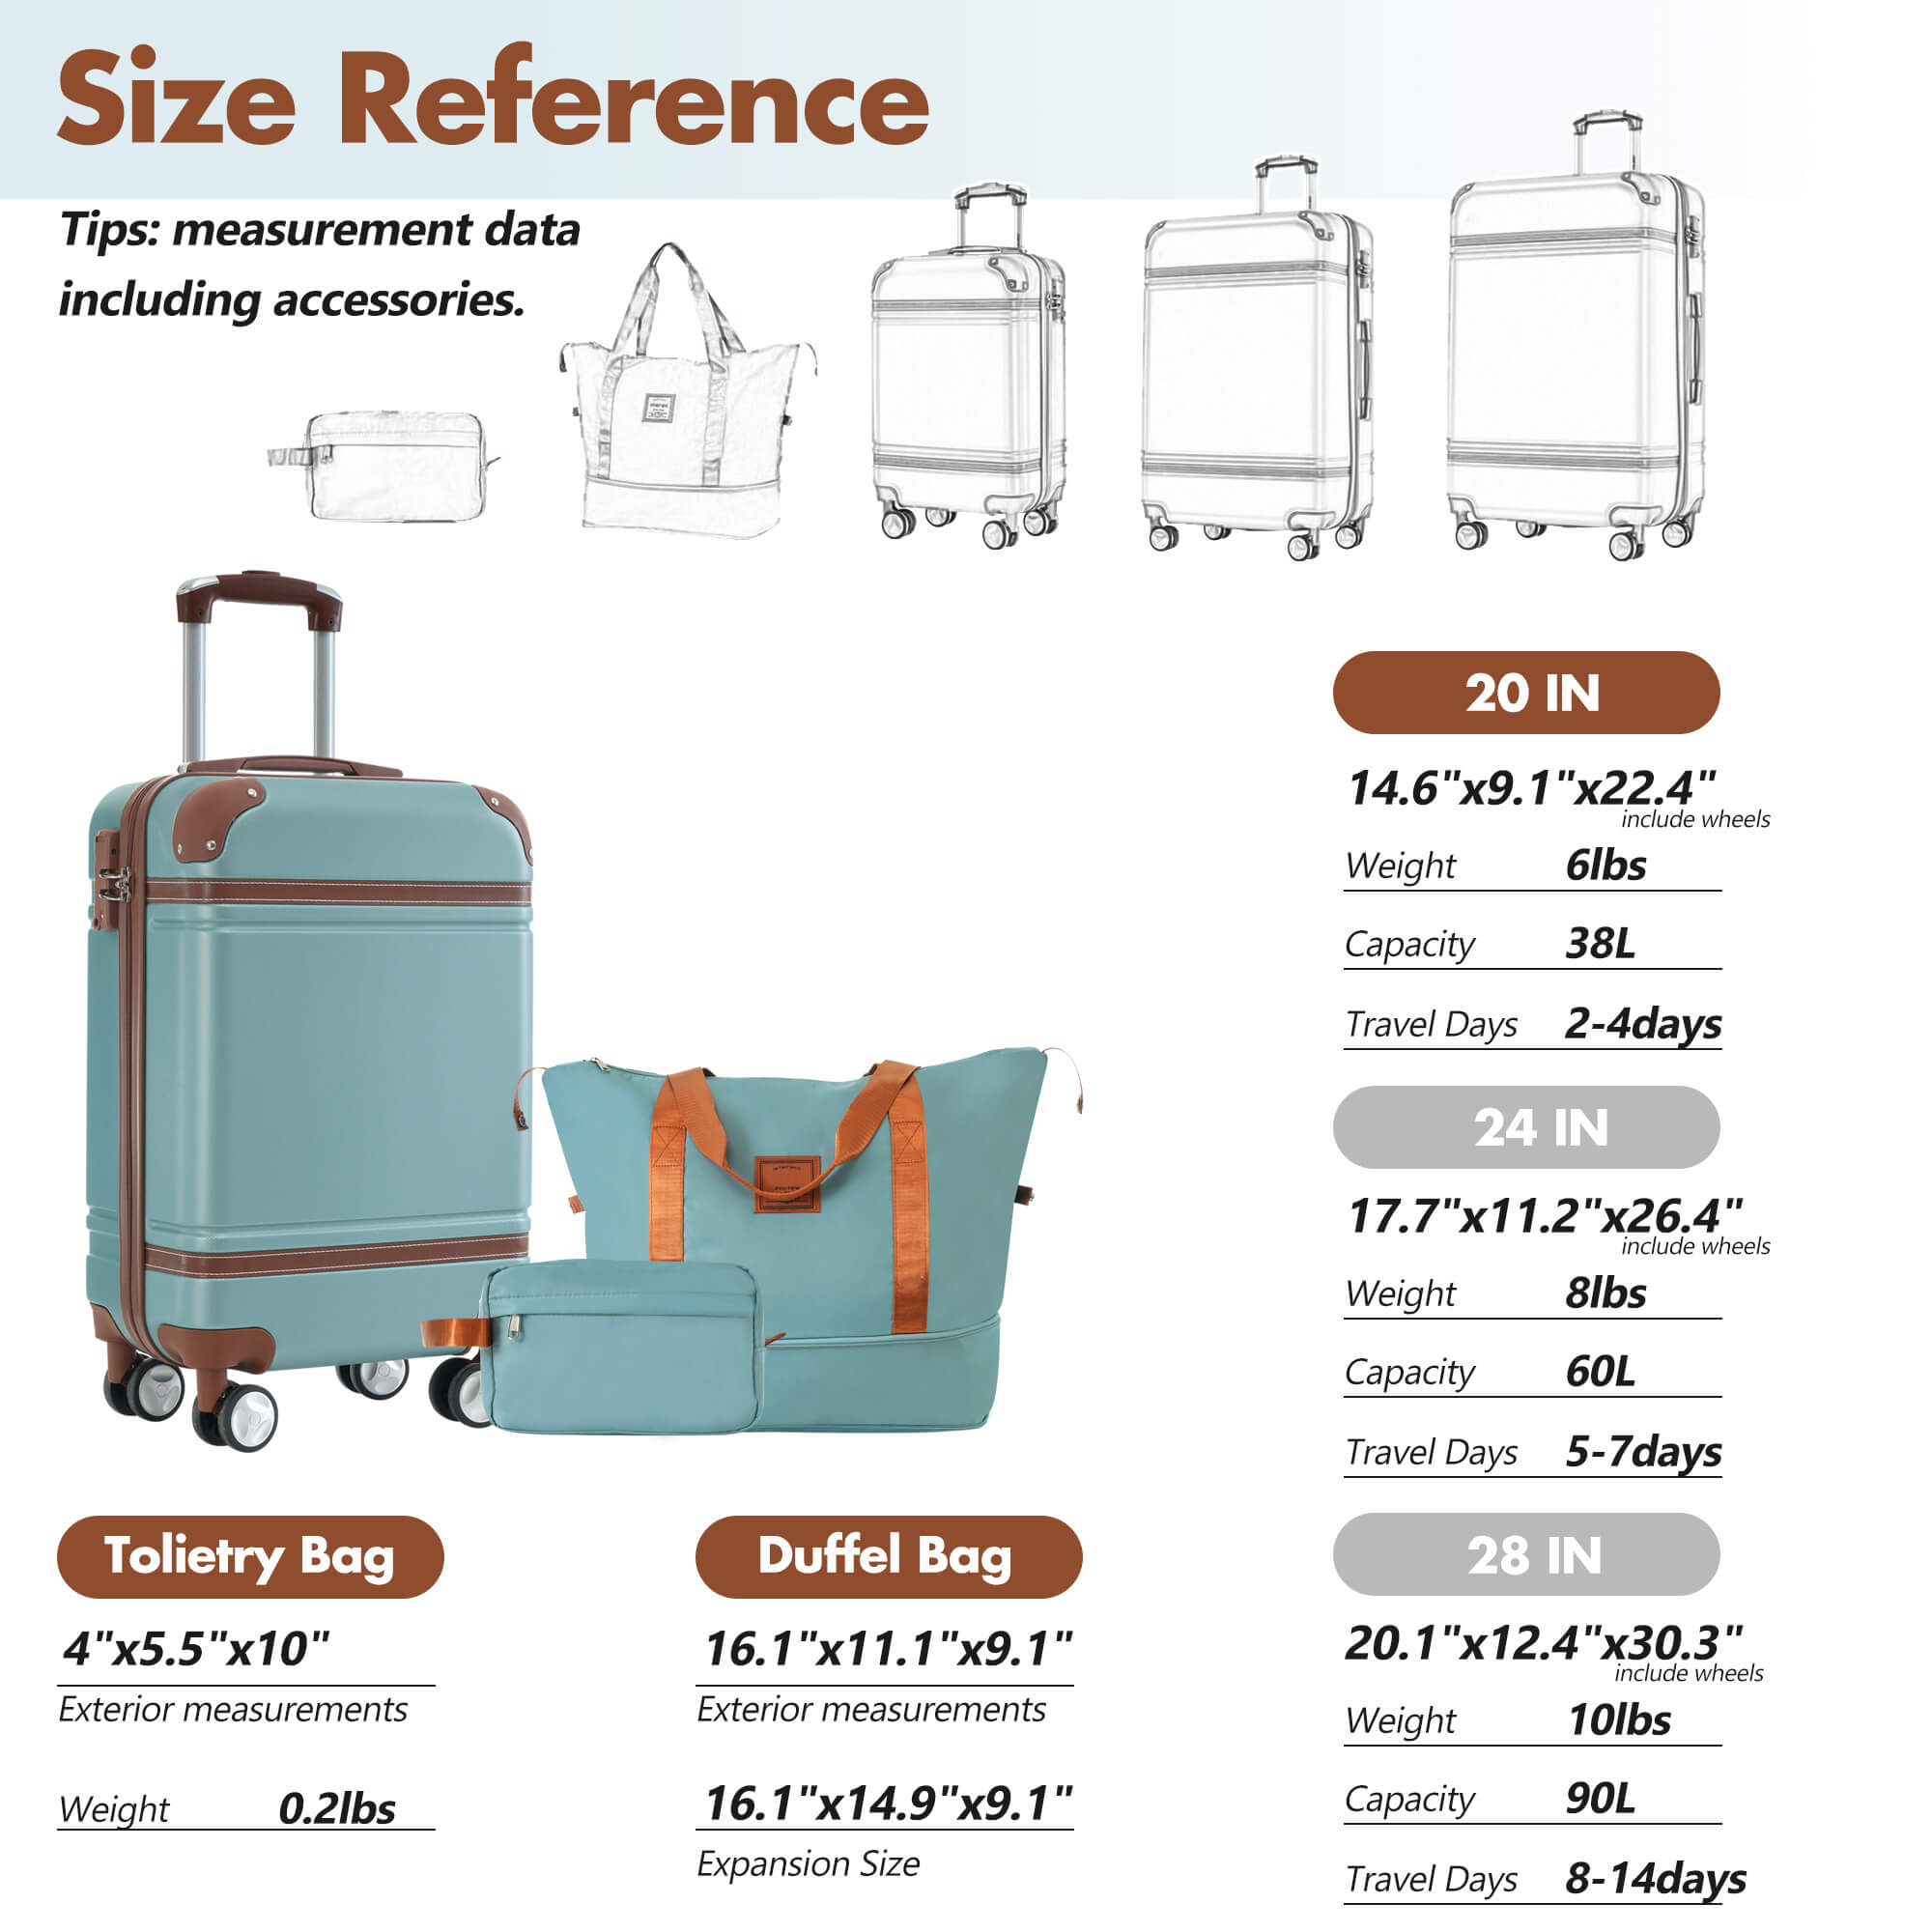 Size Reference
Tips: measurement data
including accessories.
20 IN
14.6"x9.1"x22.4"
include wheels
Weight 6lbs
Capacity 38L
Travel Days 2-4days
24 IN
17.7"x11.2"x26.4"
include wheels
Weight 8lbs
Capacity 60L
Travel Days 5-7days
28 IN
20.1"x12.4"x30.3"
include wheels
Weight 10lbs
Capacity 90L
Travel Days 8-14days
Tolietry Bag
4"x5.5"x10"
Exterior measurements
Weight 0.2lbs
Duffel Bag
16.1"x11.1"x9.1"
Exterior measurements
16.1"x14.9"x9.1"
Expansion Size